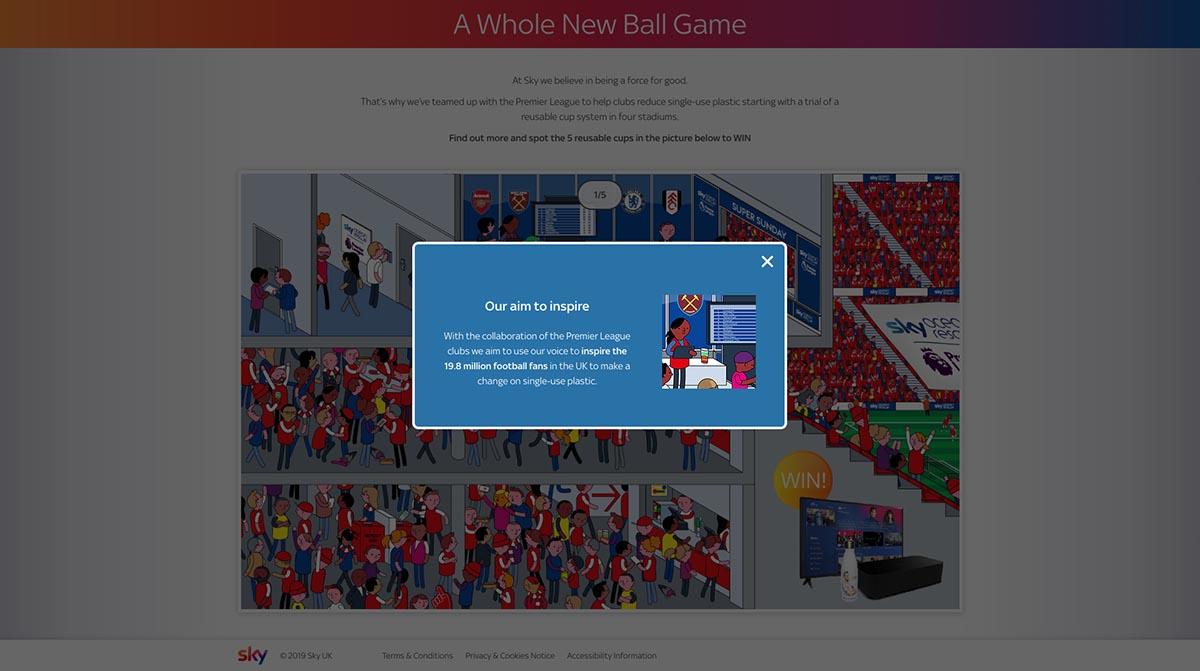 A Whole New Ball Game
At Sky we believe in being a force for good.
That's why we've teamed up with the Premier League to help clubs reduce single-use plastic starting with a trial of a
reusable cup system in four stadiums.
Find out more and spot the 5 reusable cups in the picture below to WIN
1/5
sky
SUPER SUNDAY
sky
Our aim to inspire
With the collaboration of the Premier League
clubs we aim to use our voice to inspire the
19.8 million football fans in the UK to make a
change on single-use plastic.
WIN!
sky
© 2019 Sky UK
Terms & Conditions
Privacy & Cookies Notice
Accessibility Information